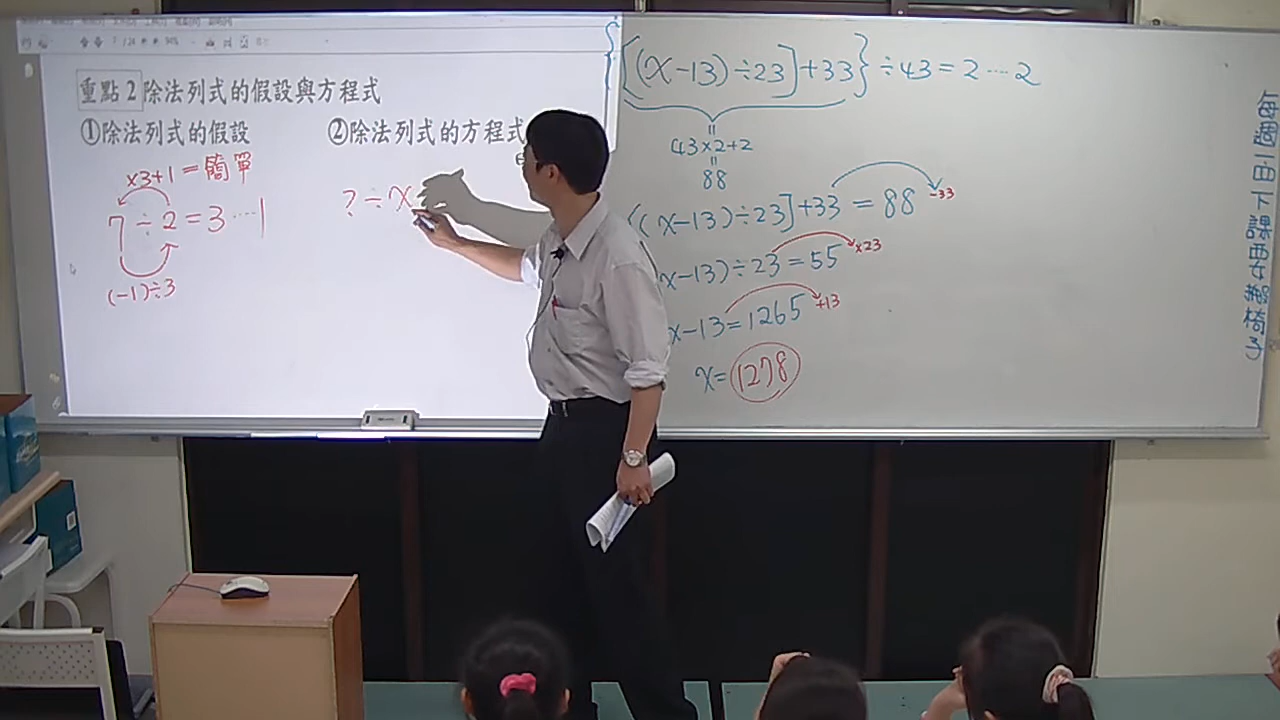 重點 2 除法列式的假設與方程式
①除法列式的假設
②除法列式的方程式
×3+1=簡單
7÷2=3…1
(-1)÷3
?÷x
{[(x-13)÷23]+33}÷43=2…2
=
43×2+2
=
88
[(x-13)÷23]+33=88 -33
x-13)÷23=55 ×23
x-13=1265 +13
x=1278
每週一四下課要搬椅子